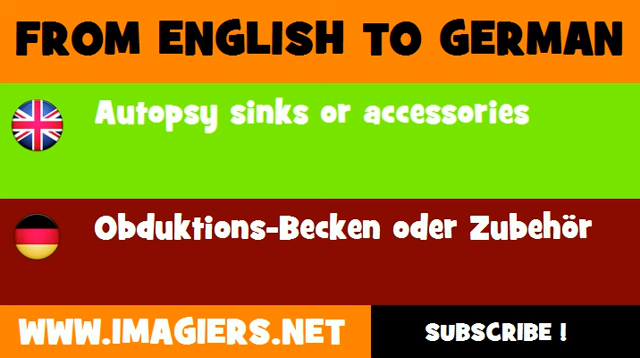 FROM ENGLISH TO GERMAN
Autopsy sinks or accessories
Obduktions-Becken oder Zubehör
WWW.IMAGIERS.NET
SUBSCRIBE !